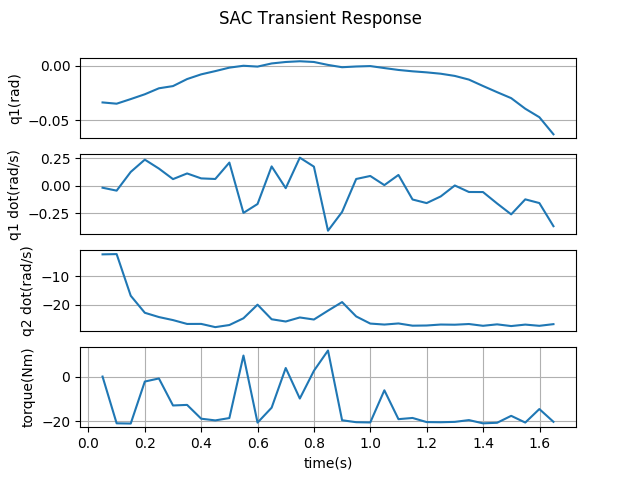 SAC Transient Response
0.00
−0.05
q1(rad)
0.25
0.00
−0.25
q1 dot(rad/s)
−10
−20
q2 dot(rad/s)
0
−20
torque(Nm)
0.0 0.2 0.4 0.6 0.8 1.0 1.2 1.4 1.6
time(s)